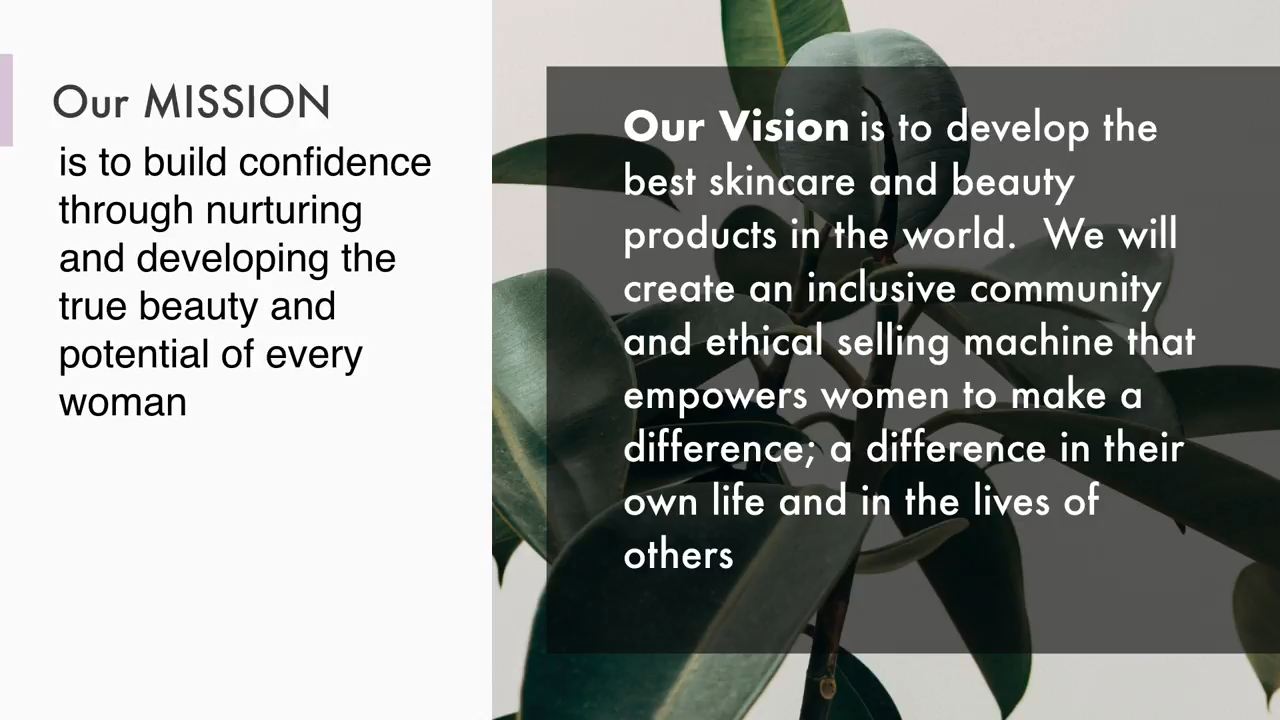 Our MISSION
is to build confidence
through nurturing
and developing the
true beauty and
potential of every
woman
Our Vision is to develop the
best skincare and beauty
products in the world.  We will
create an inclusive community
and ethical selling machine that
empowers women to make a
difference; a difference in their
own life and in the lives of
others